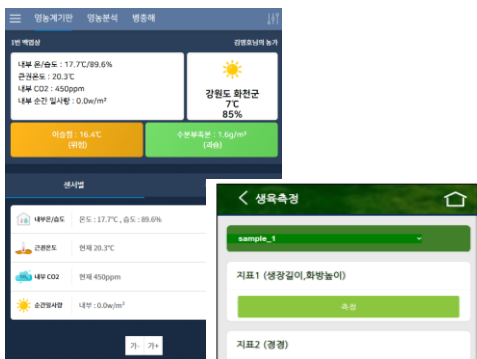 영농계기판 영농분석 병충해
1번 백합상
김명호님의 농가
내부 온/습도 : 17.7℃/89.6%
근권온도 : 20.3℃
내부 CO2 : 450ppm
내부 순간 일사량 : 0.0w/m²
강원도 화천군
7℃
85%
이슬점 : 16.4℃
(위험)
수분부족분 : 1.6g/m³
(과습)
센서별
내부온/습도 온도 : 17.7℃ , 습도 : 89.6%
근권온도 현재 20.3℃
내부 CO2 현재 450ppm
순간일사량 내부 : 0.0w/m²
가- 가+
생육측정
sample_1
지표1 (생장길이,화방높이)
측정
지표2 (경경)